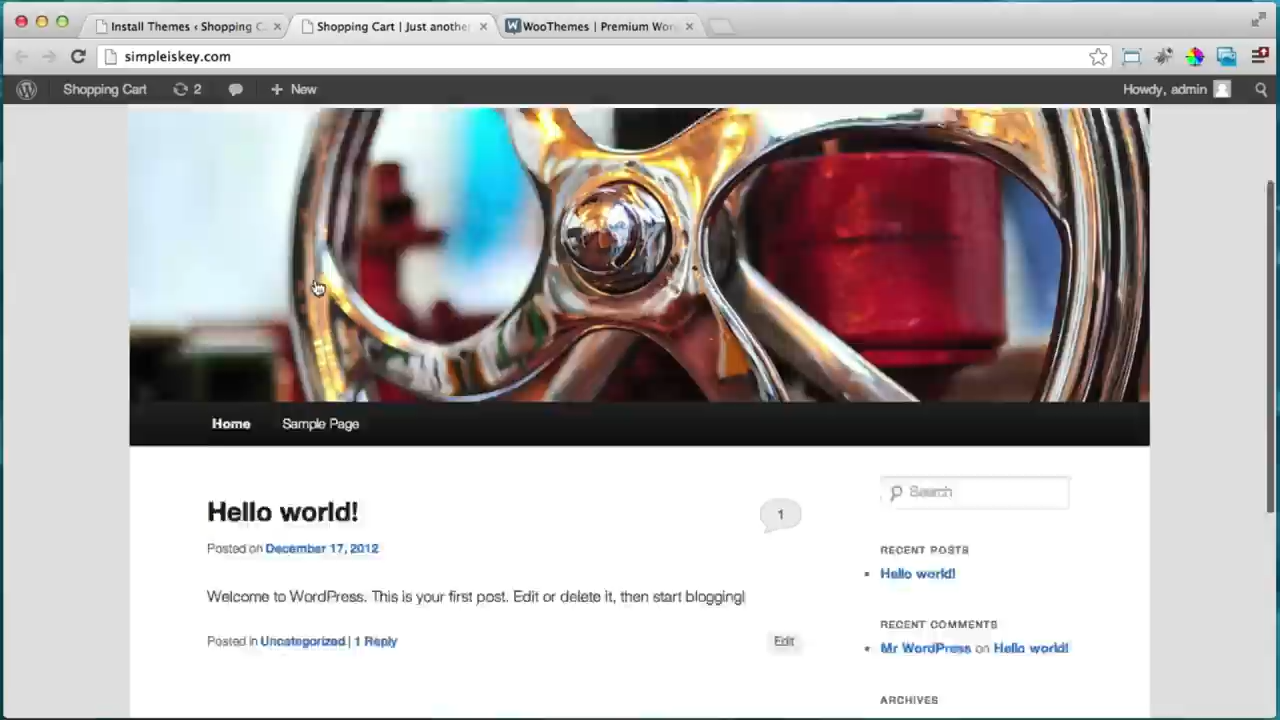 Install Themes ‹ Shopping C
Shopping Cart | Just anothe
WooThemes | Premium Wor
simpleiskey.com
Shopping Cart
2
New
Howdy, admin
Home
Sample Page
Hello world!
1
Posted on December 17, 2012
Welcome to WordPress. This is your first post. Edit or delete it, then start blogging!
Posted in Uncategorized | 1 Reply
Edit
Search
RECENT POSTS
Hello world!
RECENT COMMENTS
Mr WordPress on Hello world!
ARCHIVES